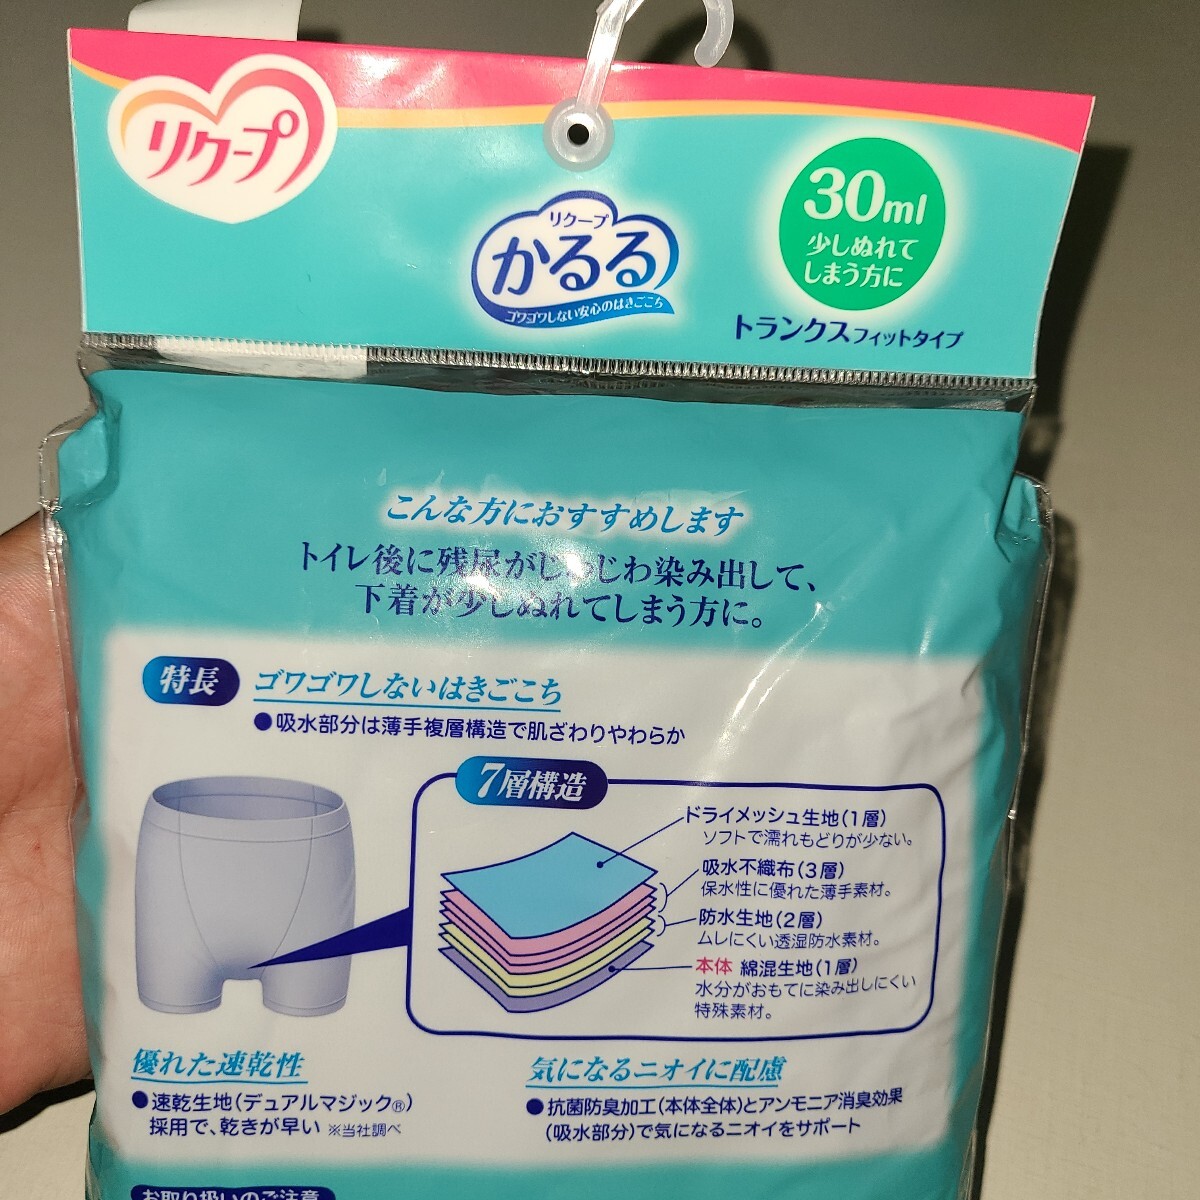 リクープ
リクープ
かるる
ゴワゴワしない安心のはきごこち
30ml
少しぬれて
しまう方に
トランクスフィットタイプ
こんな方におすすめします
トイレ後に残尿がじわじわ染み出して、
下着が少しぬれてしまう方に。
特長 ゴワゴワしないはきごこち
●吸水部分は薄手複層構造で肌ざわりやわらか
7層構造
ドライメッシュ生地(1層)
ソフトで濡れもどりが少ない。
吸水不織布(3層)
保水性に優れた薄手素材。
防水生地(2層)
ムレにくい透湿防水素材。
本体 綿混生地(1層)
水分がおもてに染み出しにくい
特殊素材。
優れた速乾性
●速乾生地(デュアルマジック®)
採用で、乾きが早い ※当社調べ
気になるニオイに配慮
●抗菌防臭加工(本体全体)とアンモニア消臭効果
(吸水部分)で気になるニオイをサポート
お取り扱いのご注意